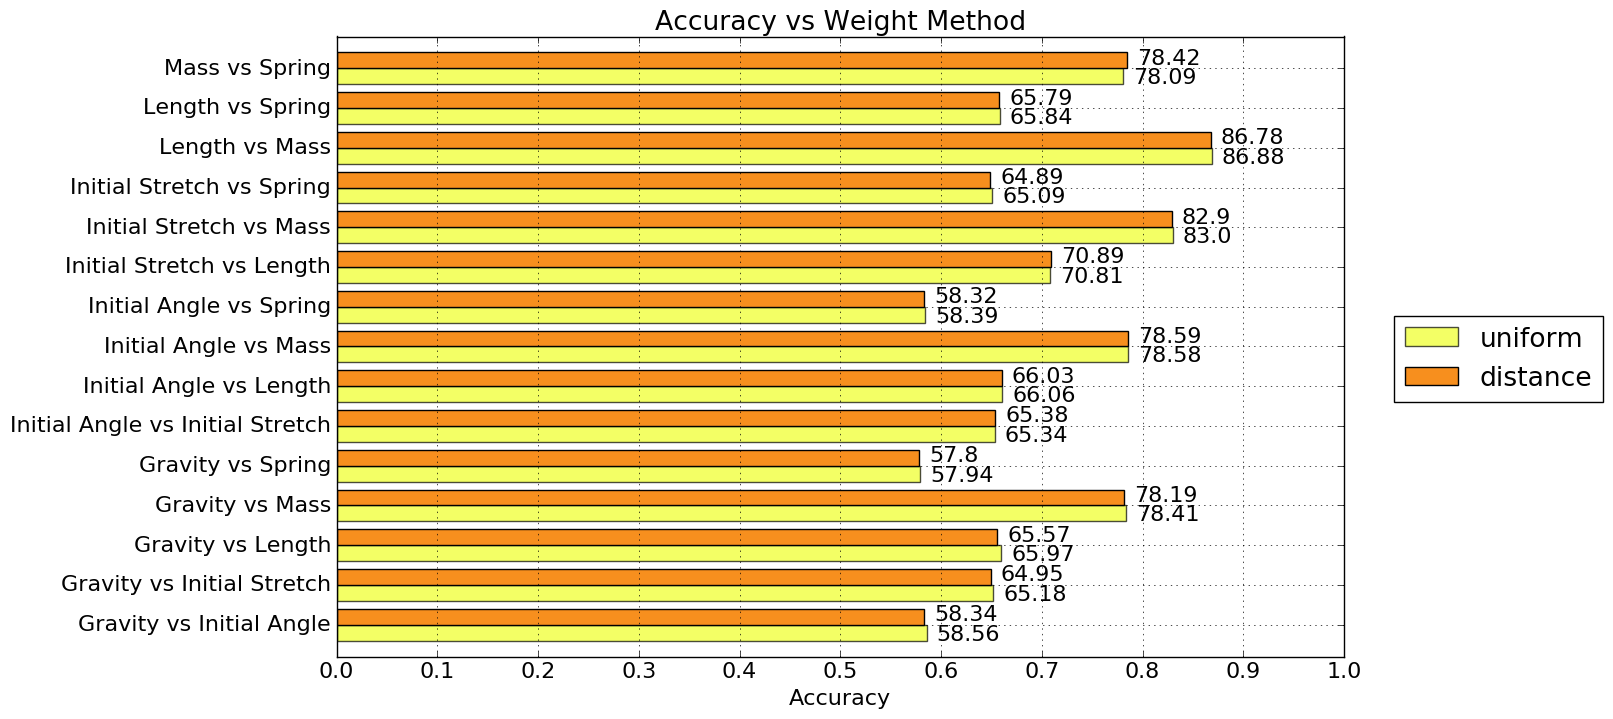 Accuracy vs Weight Method
Mass vs Spring
78.42
78.09
Length vs Spring
65.79
65.84
Length vs Mass
86.78
86.88
Initial Stretch vs Spring
64.89
65.09
Initial Stretch vs Mass
82.9
83.0
Initial Stretch vs Length
70.89
70.81
Initial Angle vs Spring
58.32
58.39
Initial Angle vs Mass
78.59
78.58
Initial Angle vs Length
66.03
66.06
Initial Angle vs Initial Stretch
65.38
65.34
Gravity vs Spring
57.8
57.94
Gravity vs Mass
78.19
78.41
Gravity vs Length
65.57
65.97
Gravity vs Initial Stretch
64.95
65.18
Gravity vs Initial Angle
58.34
58.56
0.0 0.1 0.2 0.3 0.4 0.5 0.6 0.7 0.8 0.9 1.0
Accuracy
uniform
distance